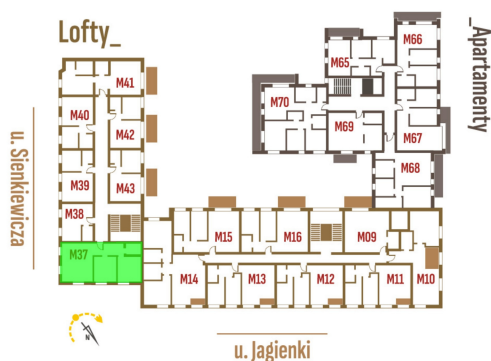 Lofty_
_Apartamenty
u. Sienkiewicza
u. Jagienki
M41
M40
M42
M39
M43
M38
M37
M15
M16
M09
M14
M13
M12
M11
M10
M65
M66
M70
M69
M67
M68
N